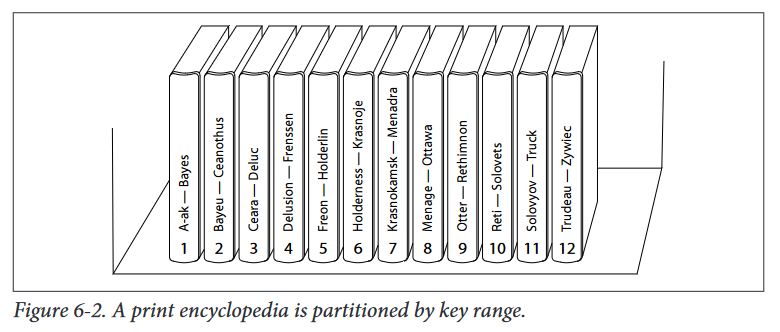 A-ak — Bayes
1
Bayeu — Ceanothus
2
Ceara — Deluc
3
Delusion — Frenssen
4
Freon — Holderlin
5
Holderness — Krasnoje
6
Krasnokamsk — Menadra
7
Menage — Ottawa
8
Otter — Rethimnon
9
Reti — Solovets
10
Solovyov — Truck
11
Trudeau — Zywiec
12
Figure 6-2. A print encyclopedia is partitioned by key range.